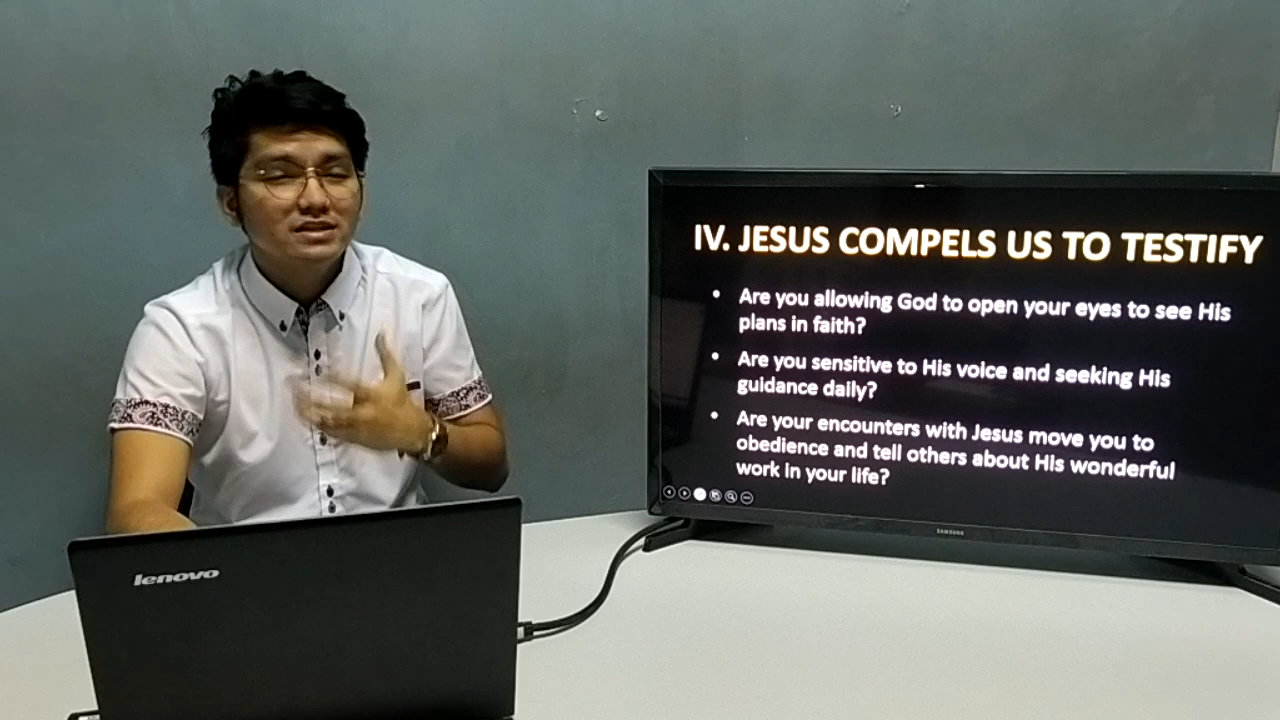 IV. JESUS COMPELS US TO TESTIFY
• Are you allowing God to open your eyes to see His
plans in faith?
• Are you sensitive to His voice and seeking His
guidance daily?
• Are your encounters with Jesus move you to
obedience and tell others about His wonderful
work in your life?
SAMSUNG
lenovo